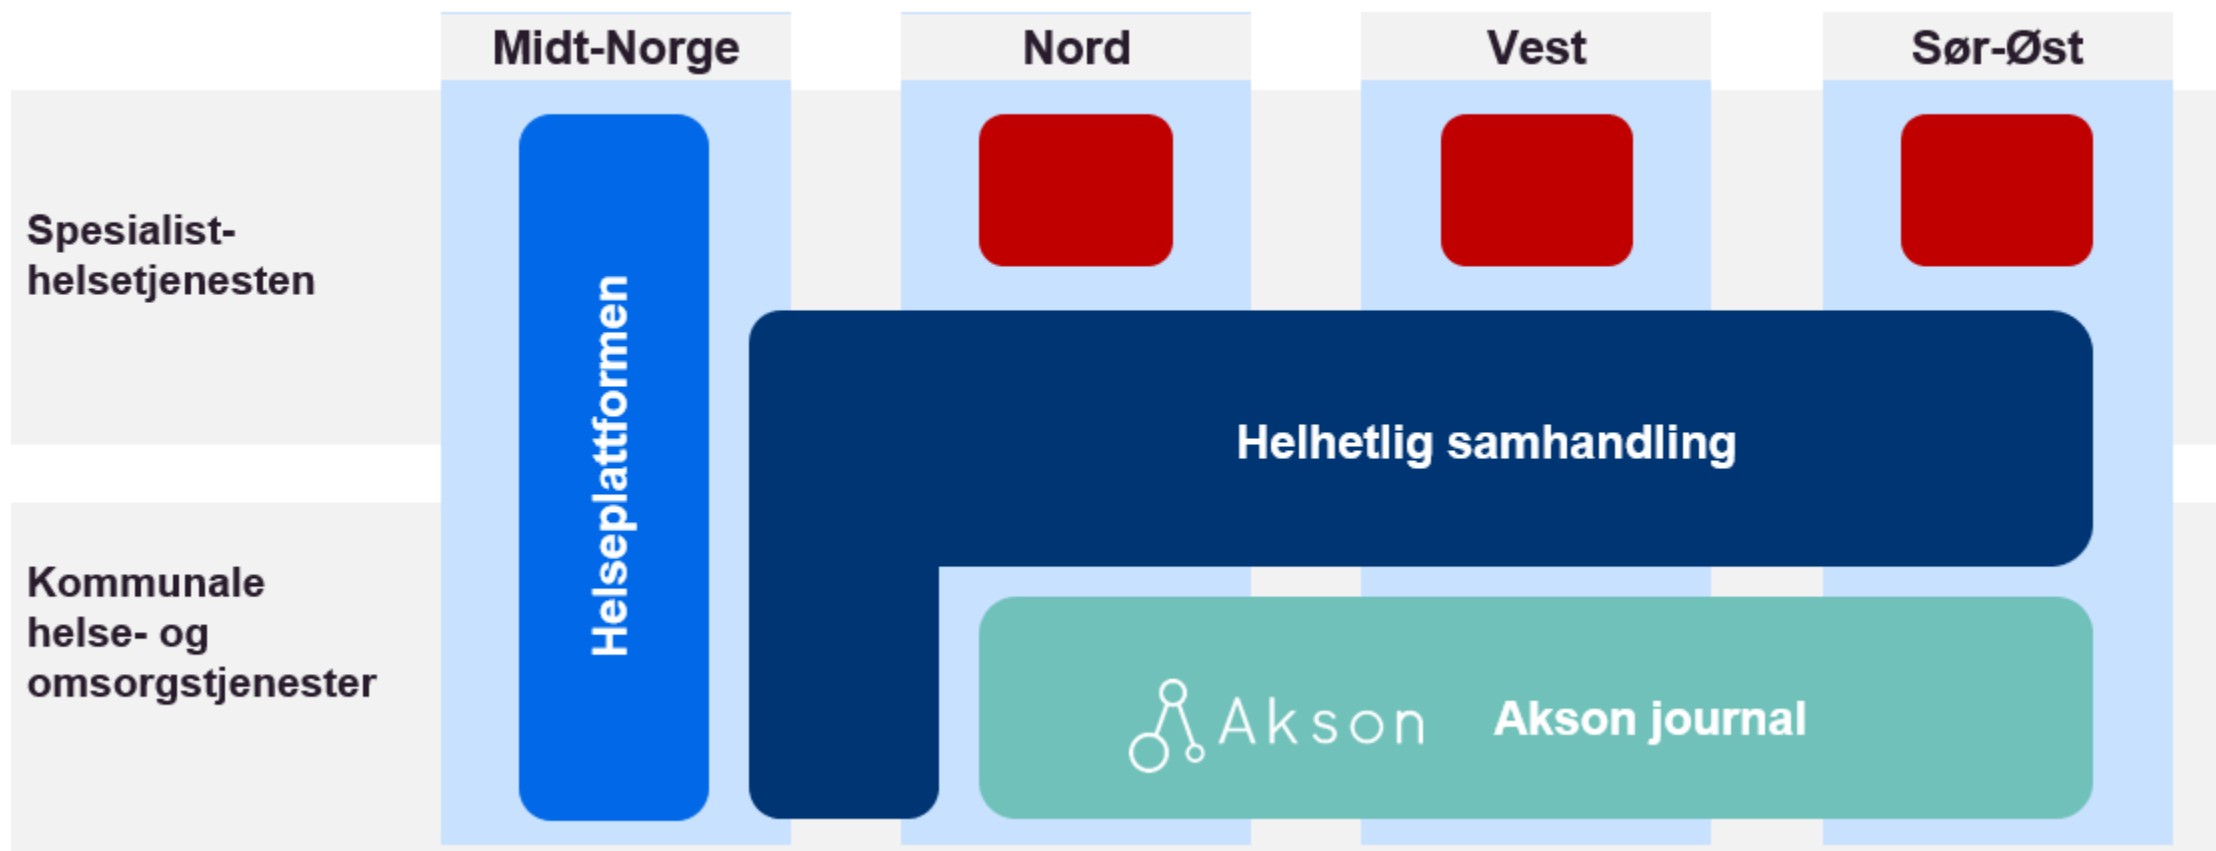 Midt-Norge
Nord
Vest
Sør-Øst
Spesialist-
helsetjenesten
Helseplattformen
Helhetlig samhandling
Kommunale
helse- og
omsorgstjenester
Akson
Akson journal